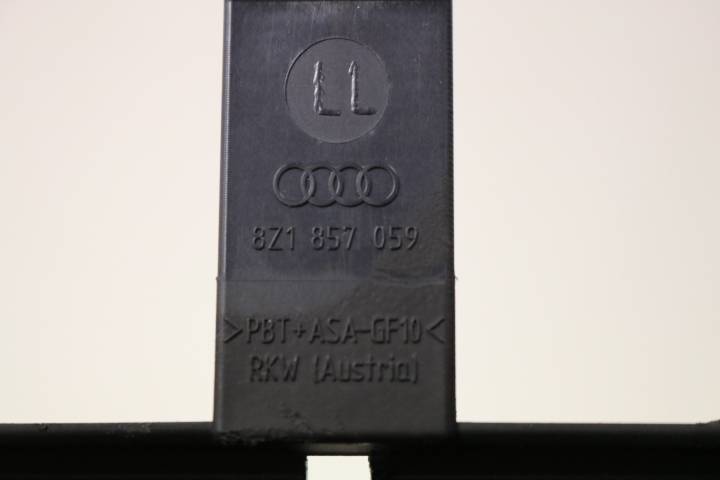 LL
8Z1 857 059
>PBT+ASA-GF10<
RKW (Austria)